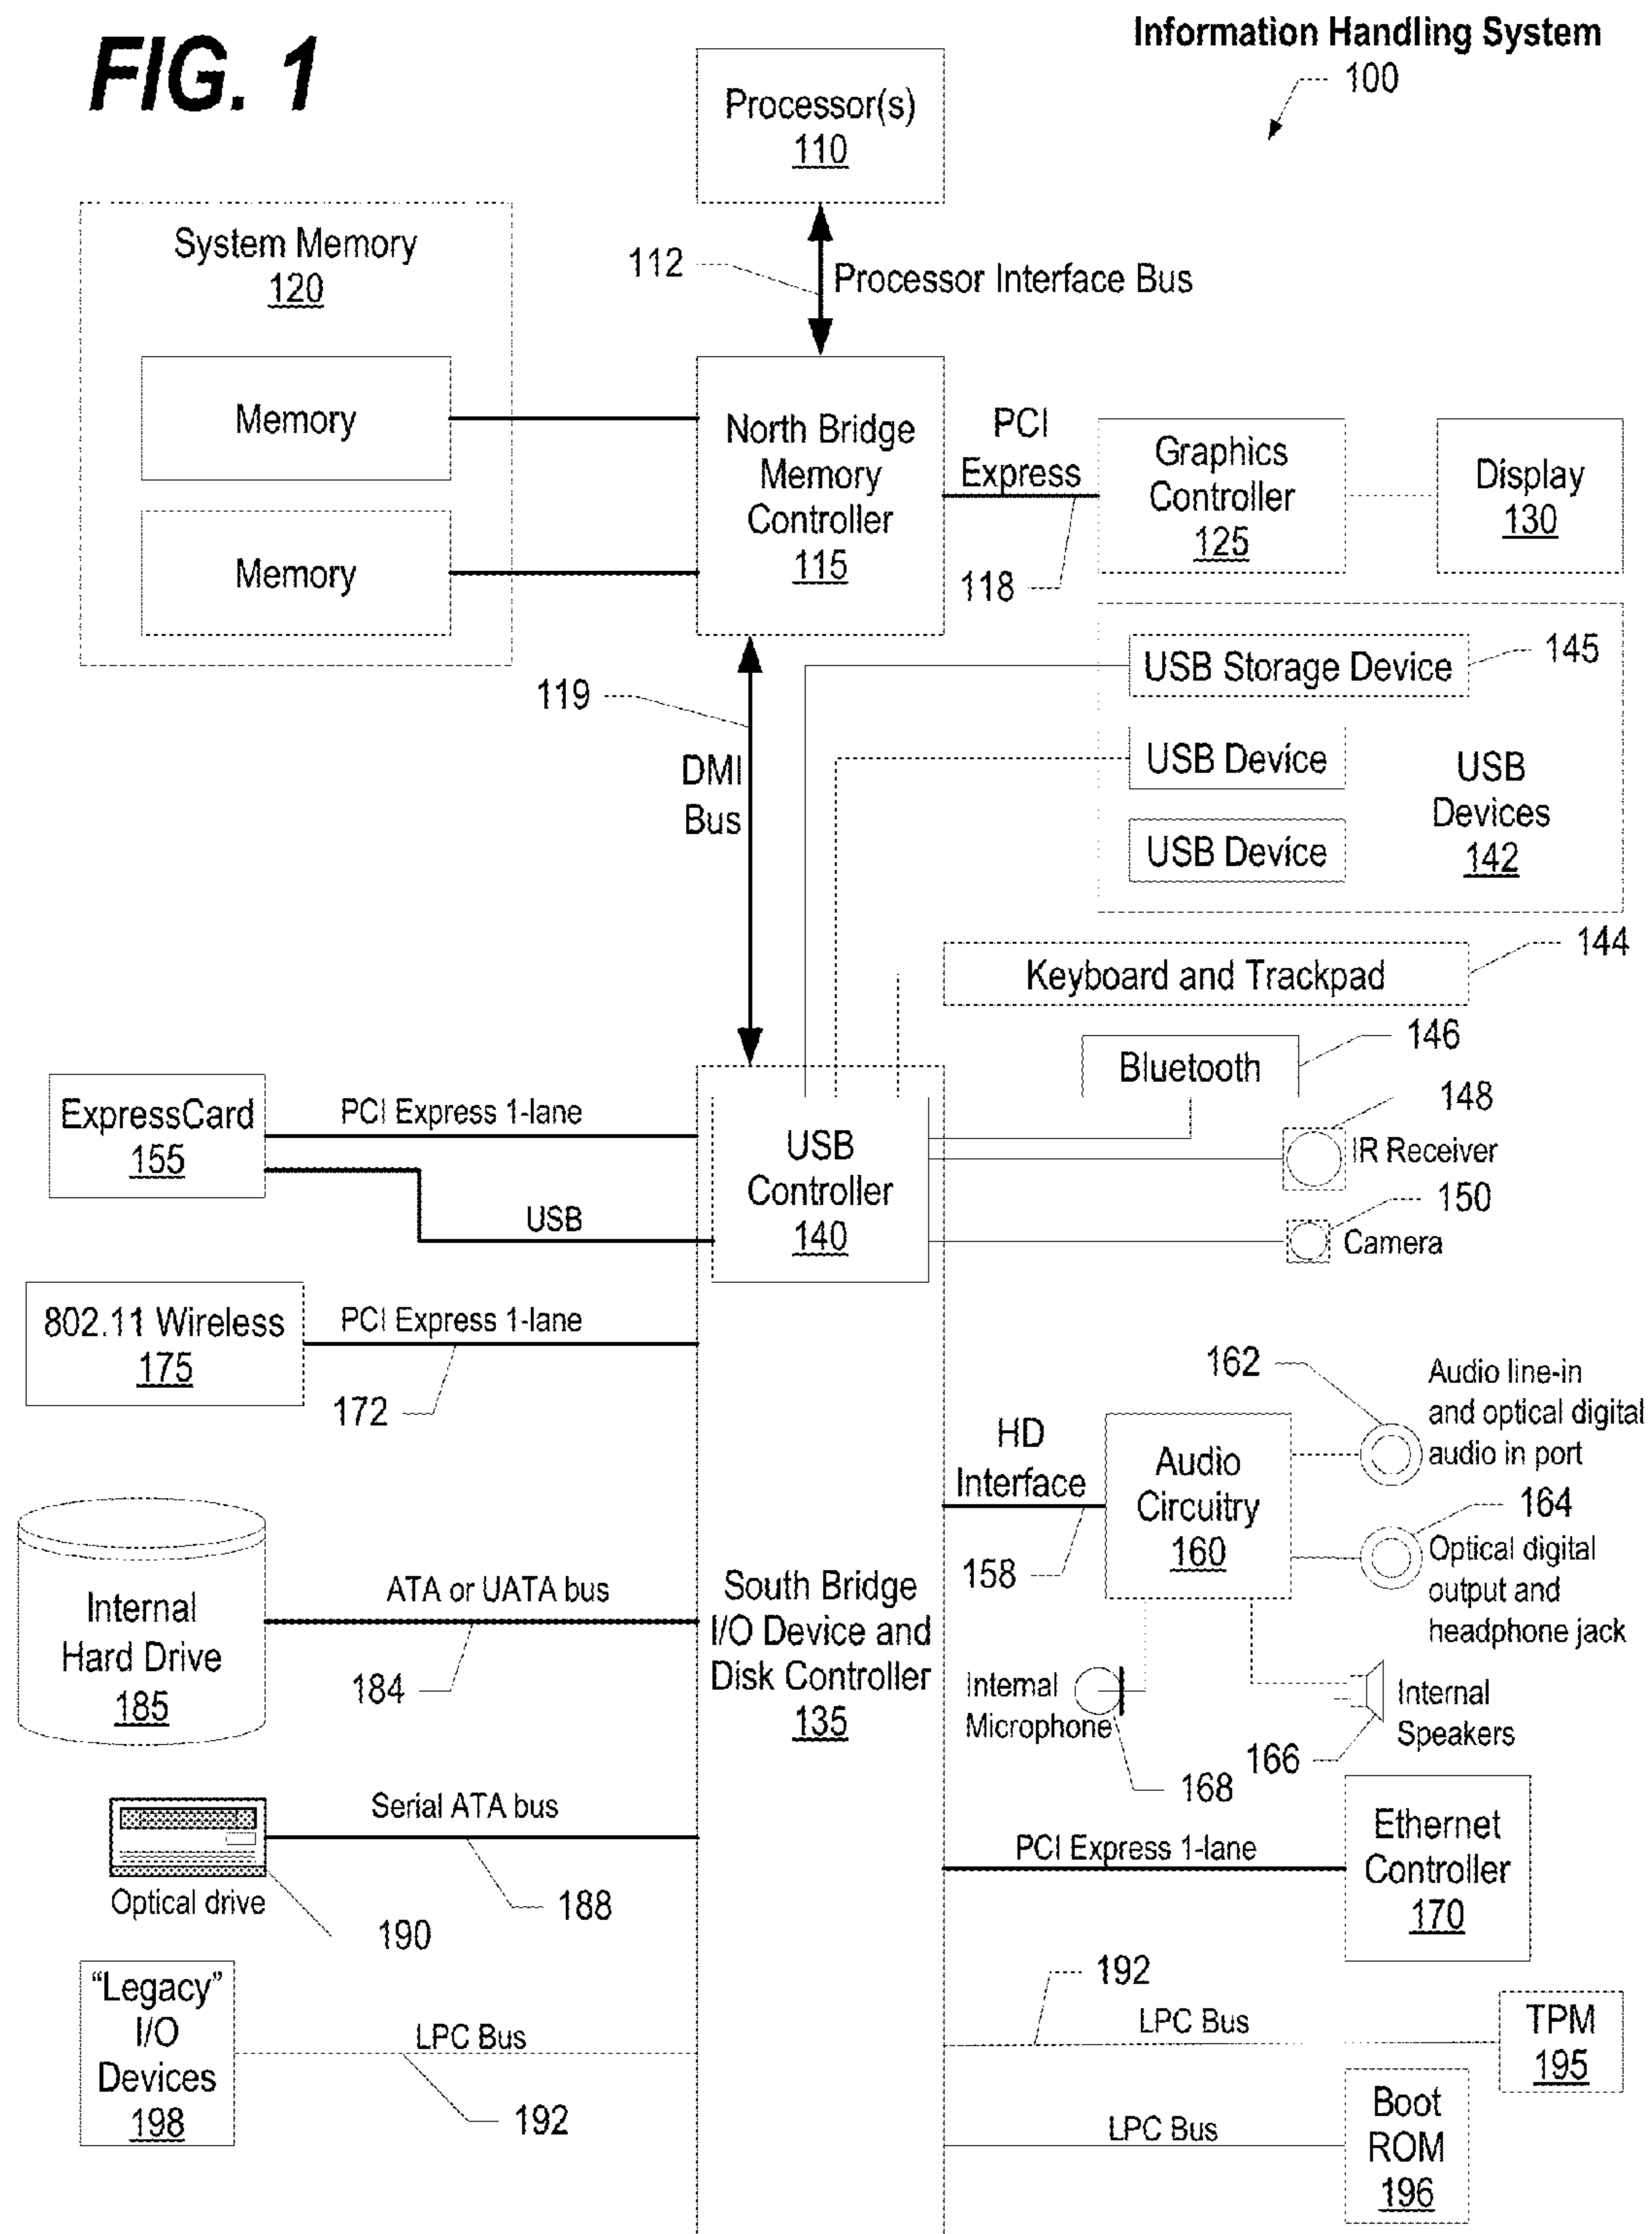 FIG. 1
Information Handling System
100
Processor(s)
110
System Memory
120
112
Processor Interface Bus
Memory
Memory
North Bridge
Memory
Controller
115
PCI
Express
118
Graphics
Controller
125
Display
130
119
DMI
Bus
USB Storage Device
145
USB Device
USB Device
USB
Devices
142
Keyboard and Trackpad
144
Bluetooth
146
148
IR Receiver
150
Camera
ExpressCard
155
PCI Express 1-lane
USB
USB
Controller
140
802.11 Wireless
175
PCI Express 1-lane
172
162
Audio line-in
and optical digital
audio in port
HD
Interface
158
Audio
Circuitry
160
164
Optical digital
output and
headphone jack
Internal
Hard Drive
185
ATA or UATA bus
184
South Bridge
I/O Device and
Disk Controller
135
Internal
Microphone
168
166
Internal
Speakers
Optical drive
190
Serial ATA bus
188
PCI Express 1-lane
Ethernet
Controller
170
“Legacy”
I/O
Devices
198
LPC Bus
192
192
LPC Bus
TPM
195
LPC Bus
Boot
ROM
196